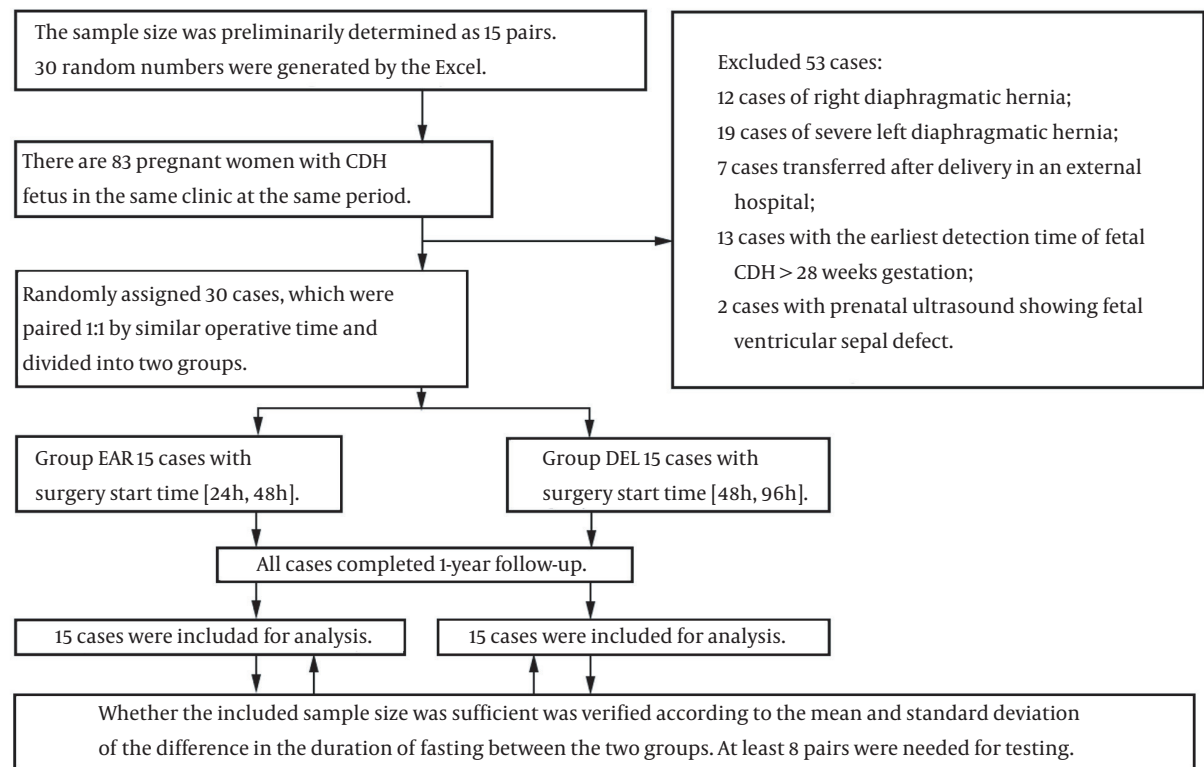 The sample size was preliminarily determined as 15 pairs.
30 random numbers were generated by the Excel.
There are 83 pregnant women with CDH
fetus in the same clinic at the same period.
Excluded 53 cases:
12 cases of right diaphragmatic hernia;
19 cases of severe left diaphragmatic hernia;
7 cases transferred after delivery in an external
hospital;
13 cases with the earliest detection time of fetal
CDH > 28 weeks gestation;
2 cases with prenatal ultrasound showing fetal
ventricular sepal defect.
Randomly assigned 30 cases, which were
paired 1:1 by similar operative time and
divided into two groups.
Group EAR 15 cases with
surgery start time [24h, 48h].
Group DEL 15 cases with
surgery start time [48h, 96h].
All cases completed 1-year follow-up.
15 cases were includad for analysis.
15 cases were included for analysis.
Whether the included sample size was sufficient was verified according to the mean and standard deviation
of the difference in the duration of fasting between the two groups. At least 8 pairs were needed for testing.